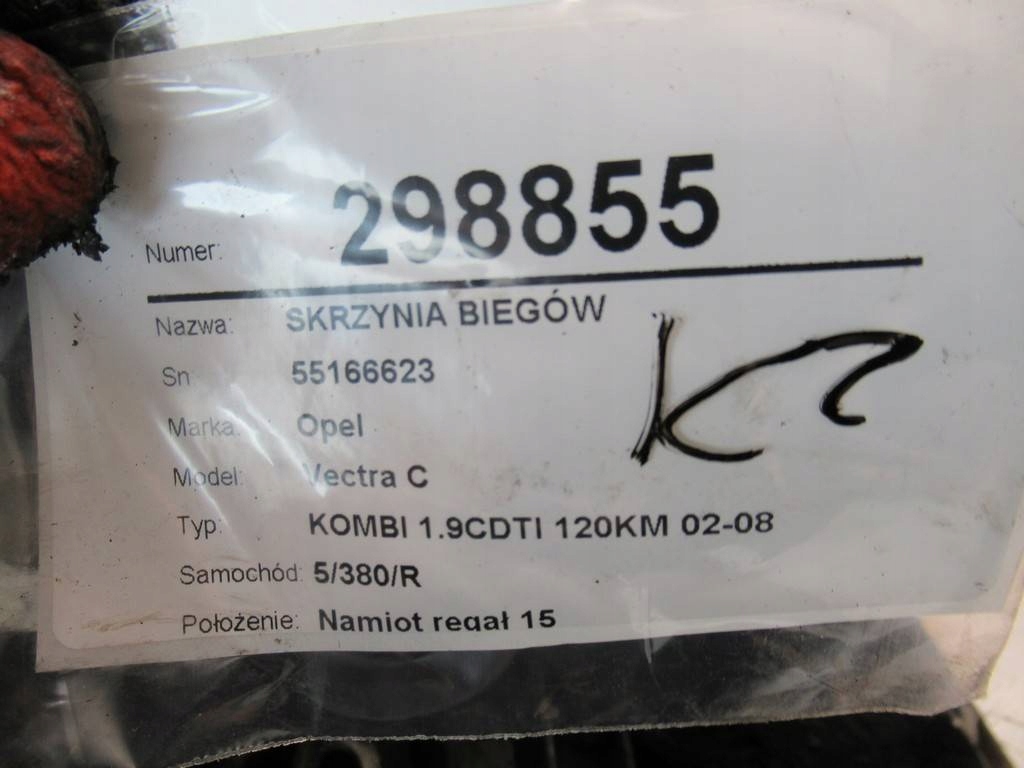 Numer: 298855
Nazwa: SKRZYNIA BIEGÓW
Sn 55166623
Marka: Opel
Model: Vectra C
Typ: KOMBI 1.9CDTI 120KM 02-08
Samochód: 5/380/R
Położenie: Namiot regał 15